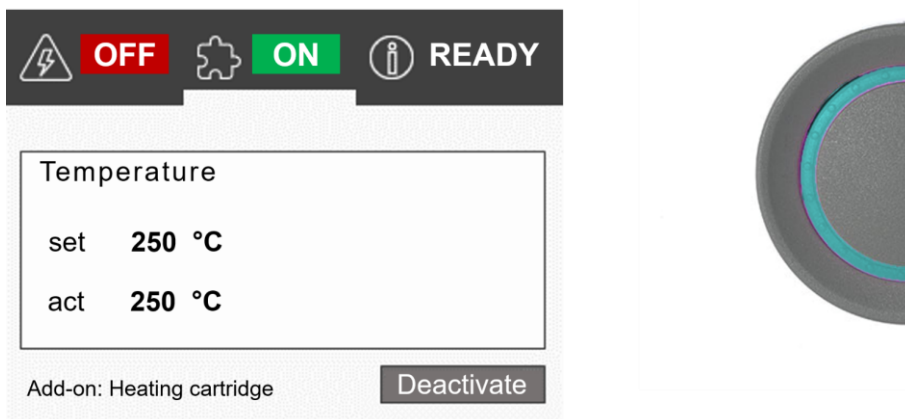 OFF ON READY
Temperature
set 250 °C
act 250 °C
Add-on: Heating cartridge Deactivate